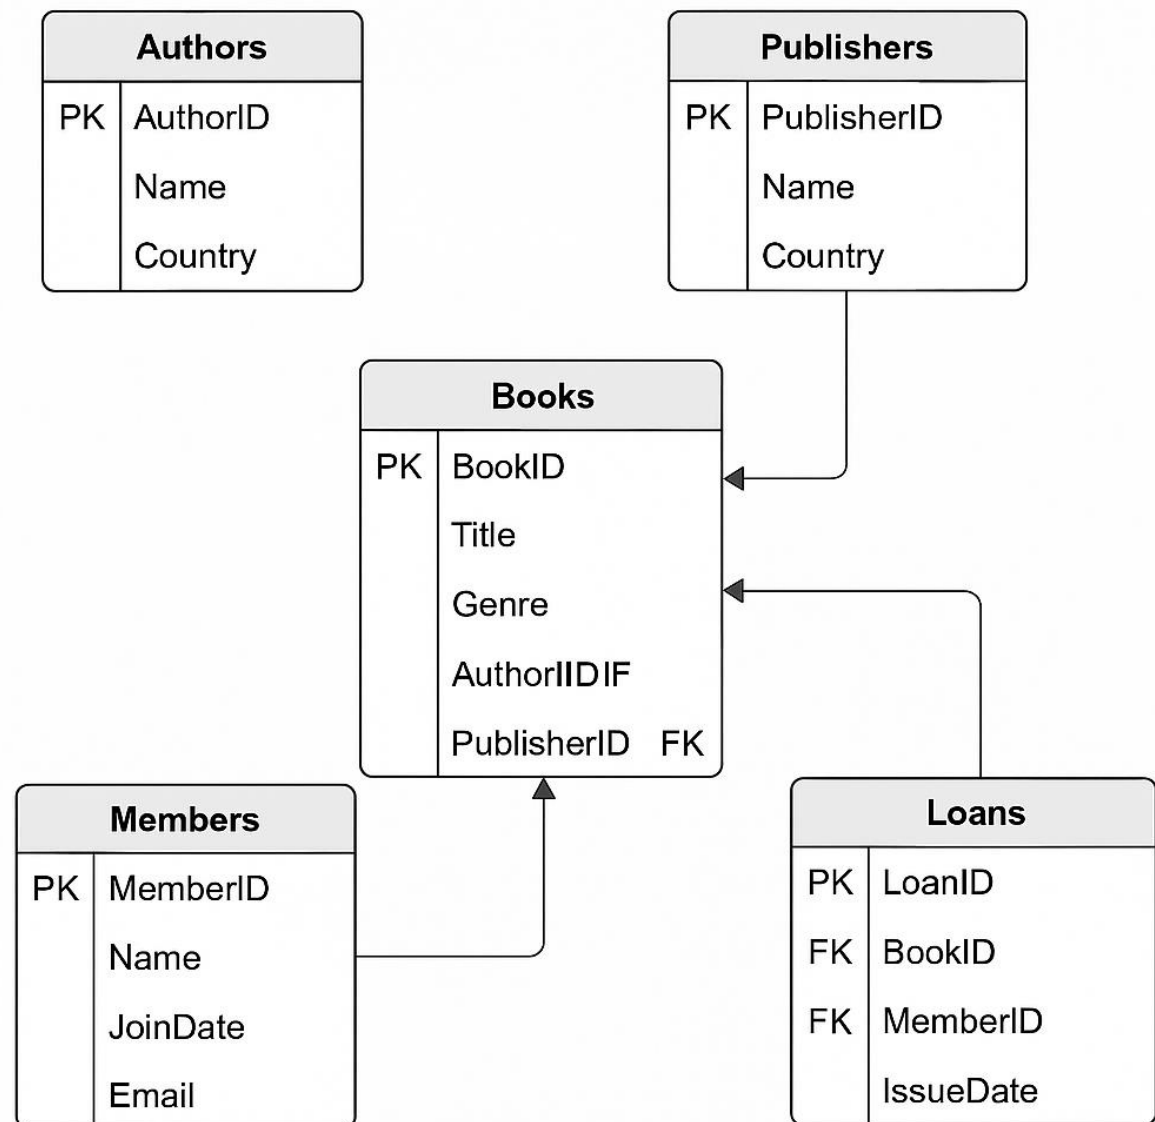 Authors
PK AuthorID
Name
Country
Publishers
PK PublisherID
Name
Country
Books
PK BookID
Title
Genre
AuthorIIDIF
PublisherID FK
Members
PK MemberID
Name
JoinDate
Email
Loans
PK LoanID
FK BookID
FK MemberID
IssueDate